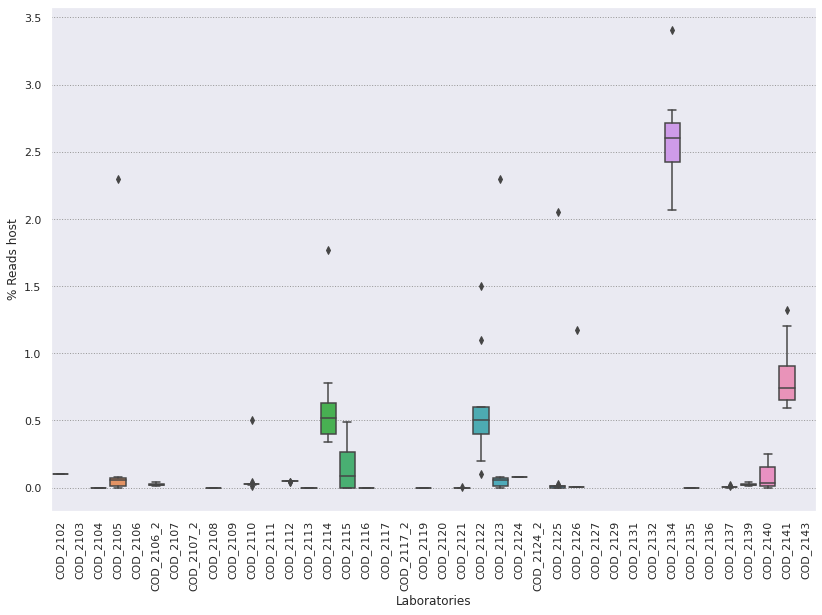 3.5
3.0
2.5
2.0
1.5
1.0
0.5
0.0
% Reads host
COD_2102
COD_2103
COD_2104
COD_2105
COD_2106
COD_2106_2
COD_2107
COD_2107_2
COD_2108
COD_2109
COD_2110
COD_2111
COD_2112
COD_2113
COD_2114
COD_2115
COD_2116
COD_2117
COD_2117_2
COD_2119
COD_2120
COD_2121
COD_2122
COD_2123
COD_2124
COD_2124_2
COD_2125
COD_2126
COD_2127
COD_2129
COD_2131
COD_2132
COD_2134
COD_2135
COD_2136
COD_2137
COD_2139
COD_2140
COD_2141
COD_2143
Laboratories